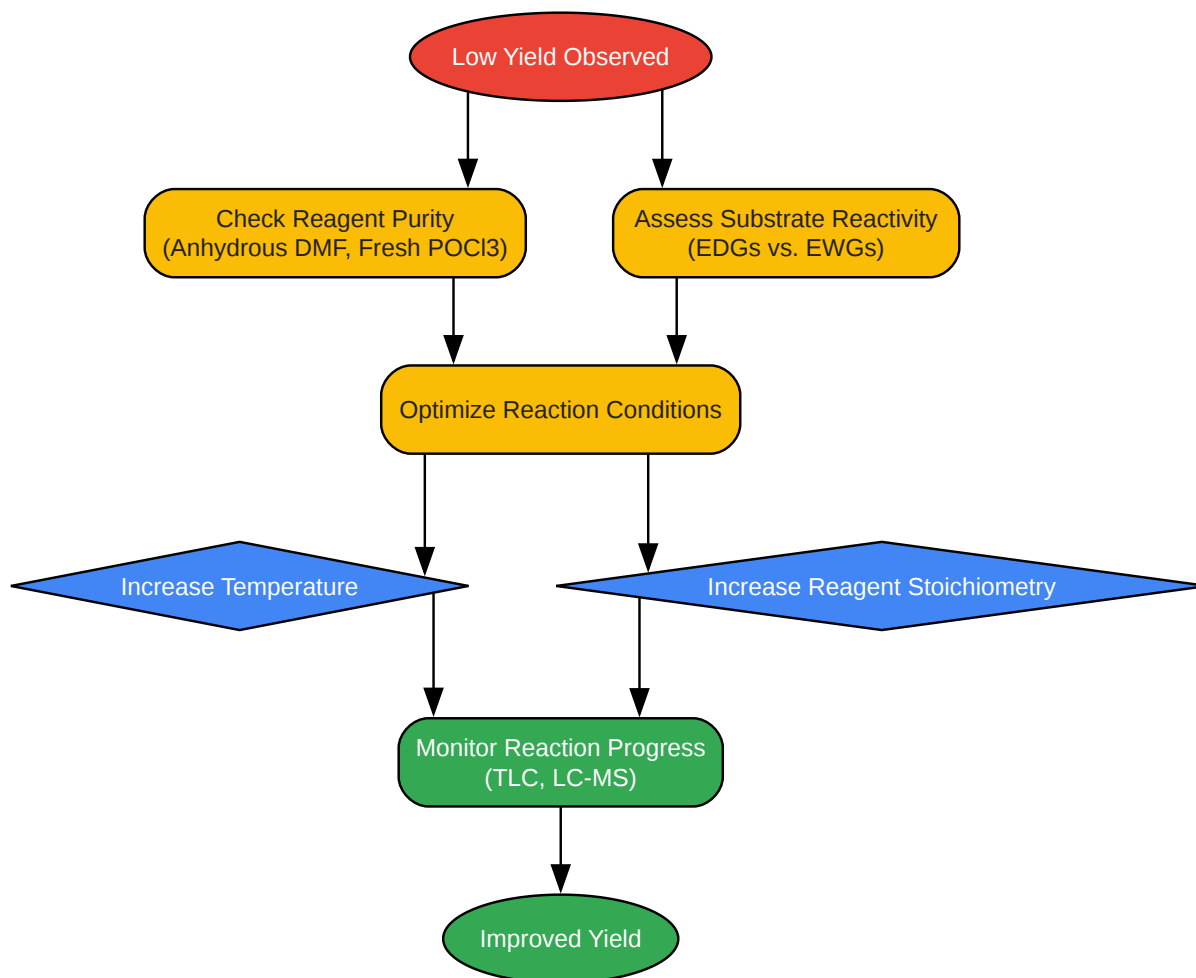 Low Yield Observed
Check Reagent Purity
(Anhydrous DMF, Fresh POCl3)
Assess Substrate Reactivity
(EDGs vs. EWGs)
Optimize Reaction Conditions
Increase Temperature
Increase Reagent Stoichiometry
Monitor Reaction Progress
(TLC, LC-MS)
Improved Yield